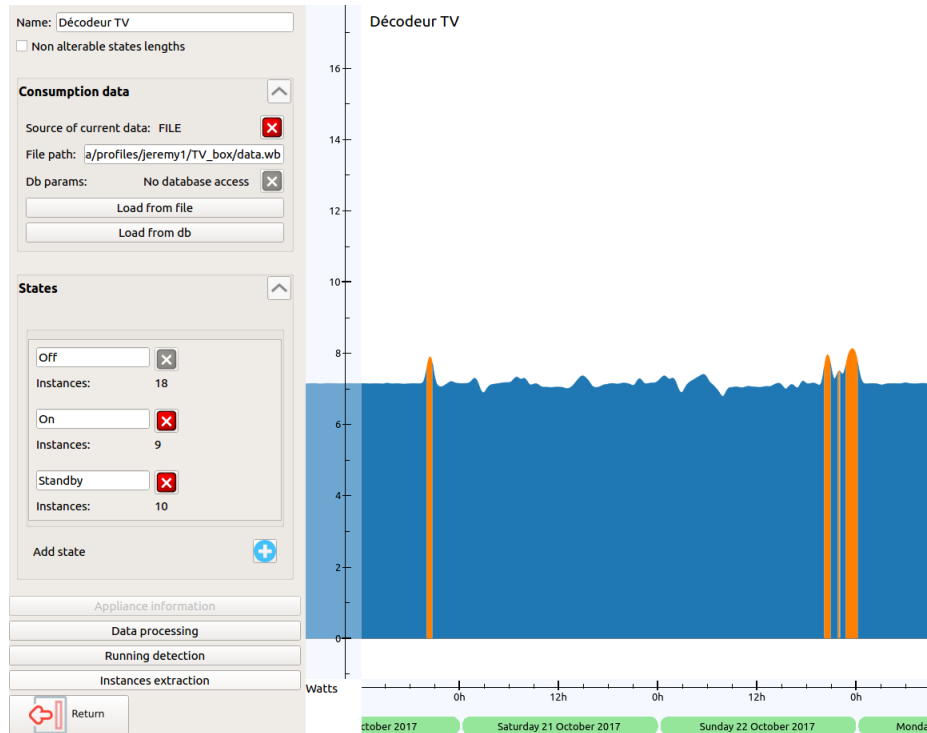 Name: Décodeur TV
Non alterable states lengths
Consumption data
Source of current data: FILE
File path: a/profiles/jeremy1/TV_box/data.wb
Db params: No database access
Load from file
Load from db
States
Off
Instances: 18
On
Instances: 9
Standby
Instances: 10
Add state
Appliance information
Data processing
Running detection
Instances extraction
Return
Décodeur TV
16
14
12
10
8
6
4
2
0
Watts
0h 12h 0h 12h 0h
ctober 2017 Saturday 21 October 2017 Sunday 22 October 2017 Monda